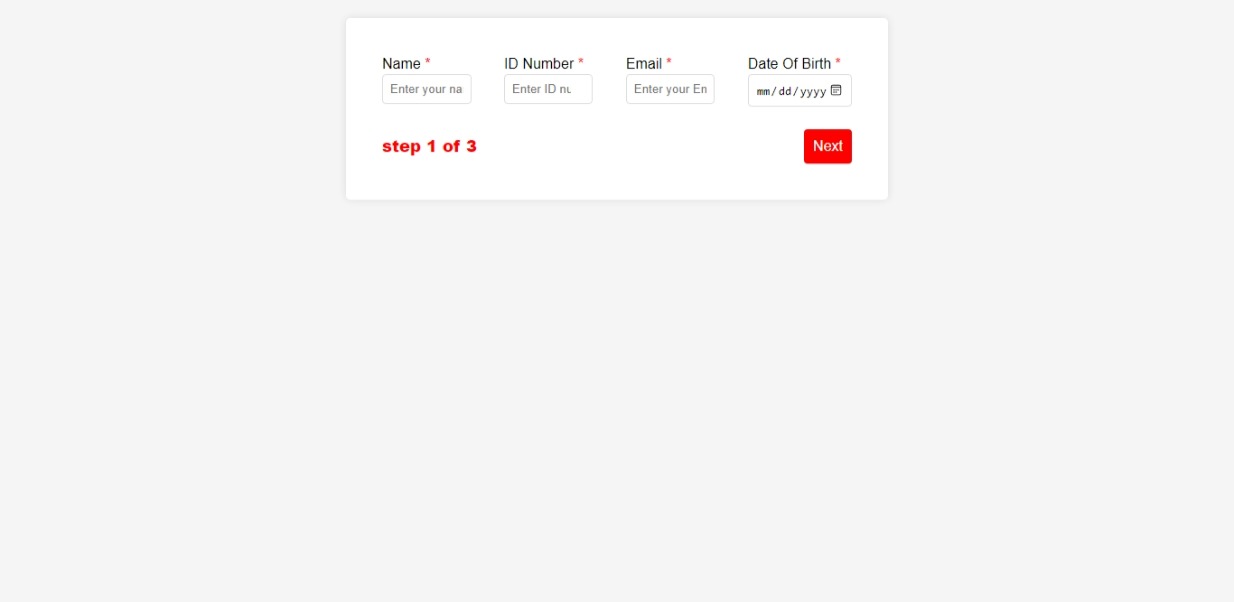 Name * ID Number * Email * Date Of Birth *
Enter your na Enter ID nu Enter your En mm/dd/yyyy
step 1 of 3 Next